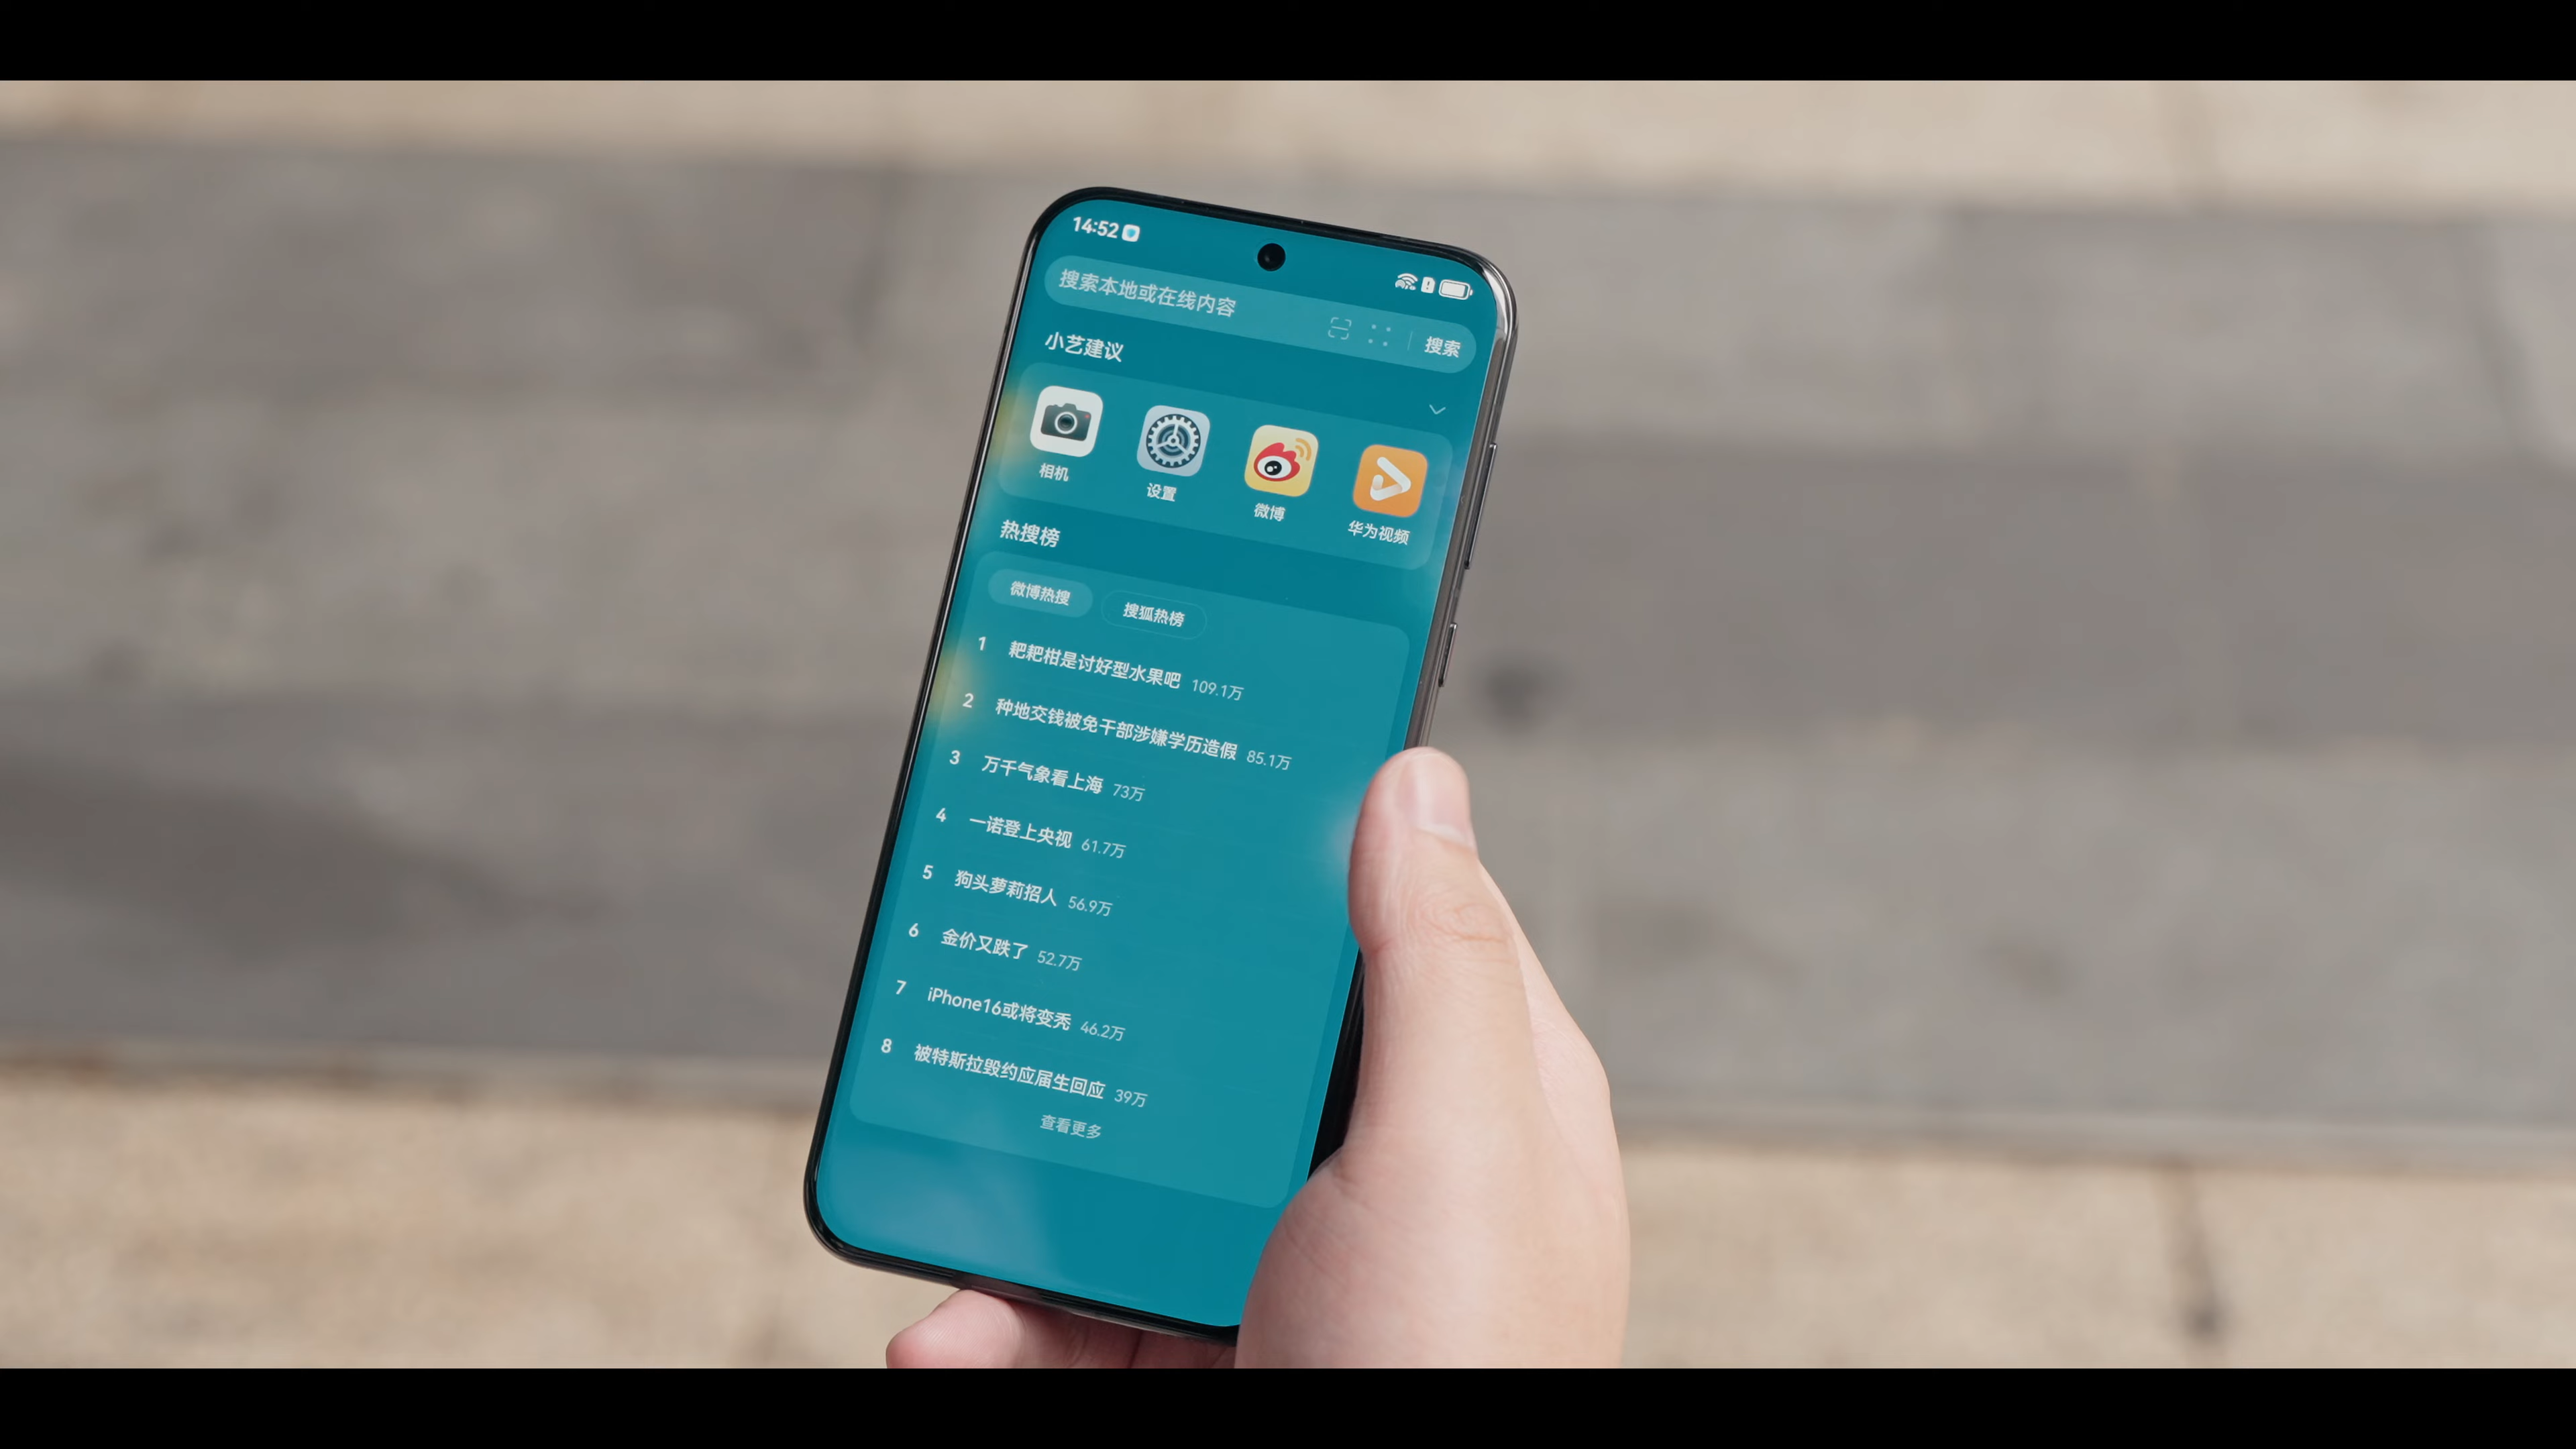 14:52
搜索本地或在线内容 搜索
小艺建议
相机 设置 微博 华为视频
热搜榜
微博热搜 搜狐热榜
1 耙耙柑是讨好型水果吧 109.1万
2 种地交钱被免干部涉嫌学历造假 85.1万
3 万千气象看上海 73万
4 一诺登上央视 61.7万
5 狗头萝莉招人 56.9万
6 金价又跌了 52.7万
7 iPhone16或将变秃 46.2万
8 被特斯拉毁约应届生回应 39万
查看更多